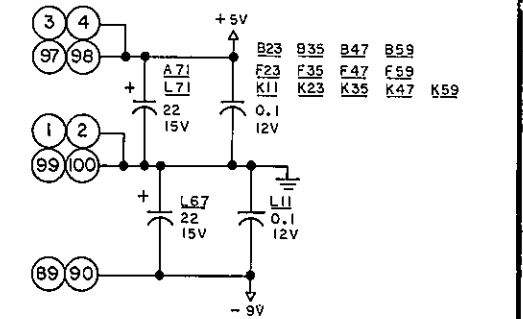 3 4
+5V
97 98
B23 B35 B47 B59
A71
F23 F35 F47 F59
+ L71
K11 K23 K35 K47 K59
22
0.1
15V
12V
1 2
99 100
+ L67
L11
22
0.1
15V
12V
89 90
-9V